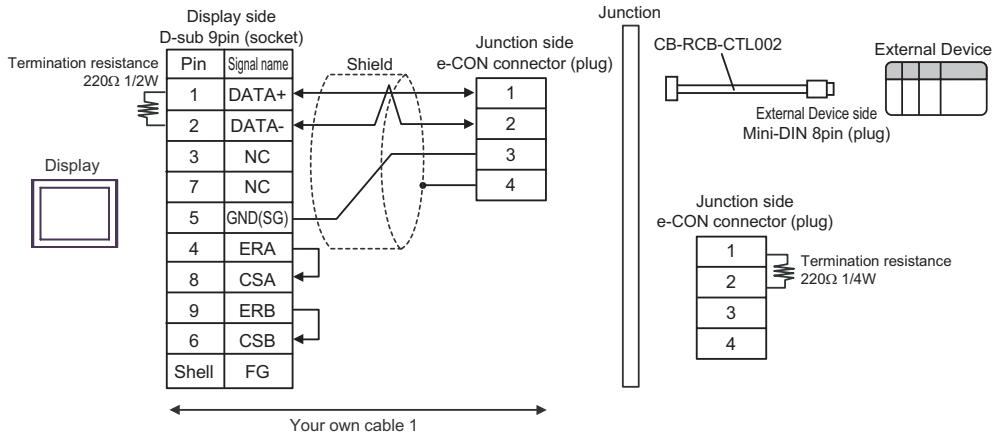 Display side
D-sub 9pin (socket)
Termination resistance
220Ω 1/2W
Pin Signal name
1 DATA+
2 DATA-
3 NC
7 NC
5 GND(SG)
4 ERA
8 CSA
9 ERB
6 CSB
Shell FG
Display
Shield
Junction side
e-CON connector (plug)
1
2
3
4
Your own cable 1
Junction
CB-RCB-CTL002
External Device
External Device side
Mini-DIN 8pin (plug)
Junction side
e-CON connector (plug)
1
2
3
4
Termination resistance
220Ω 1/4W